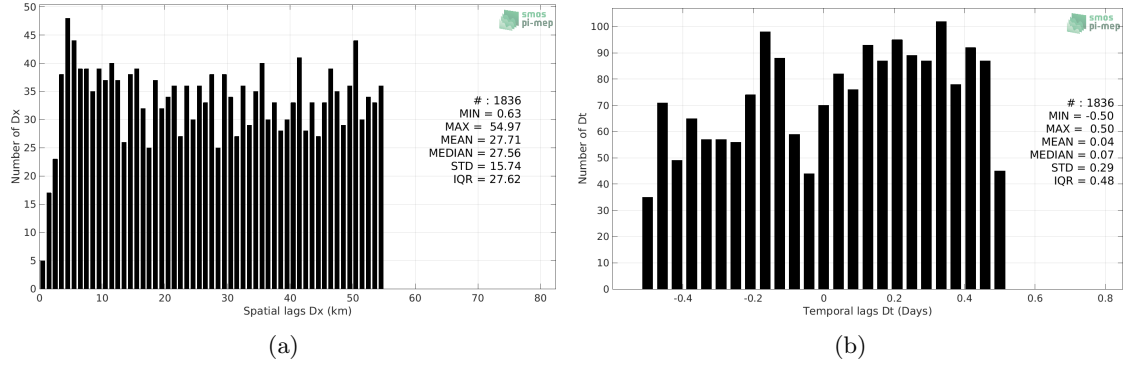 smos
pi-mep
50
45
40
35
30
25
20
15
10
5
0
Number of Dx
# : 1836
MIN = 0.63
MAX = 54.97
MEAN = 27.71
MEDIAN = 27.56
STD = 15.74
IQR = 27.62
0 10 20 30 40 50 60 70 80
Spatial lags Dx (km)
(a)
smos
pi-mep
100
90
80
70
60
50
40
30
20
10
0
Number of Dt
# : 1836
MIN = -0.50
MAX = 0.50
MEAN = 0.04
MEDIAN = 0.07
STD = 0.29
IQR = 0.48
-0.4 -0.2 0 0.2 0.4 0.6 0.8
Temporal lags Dt (Days)
(b)